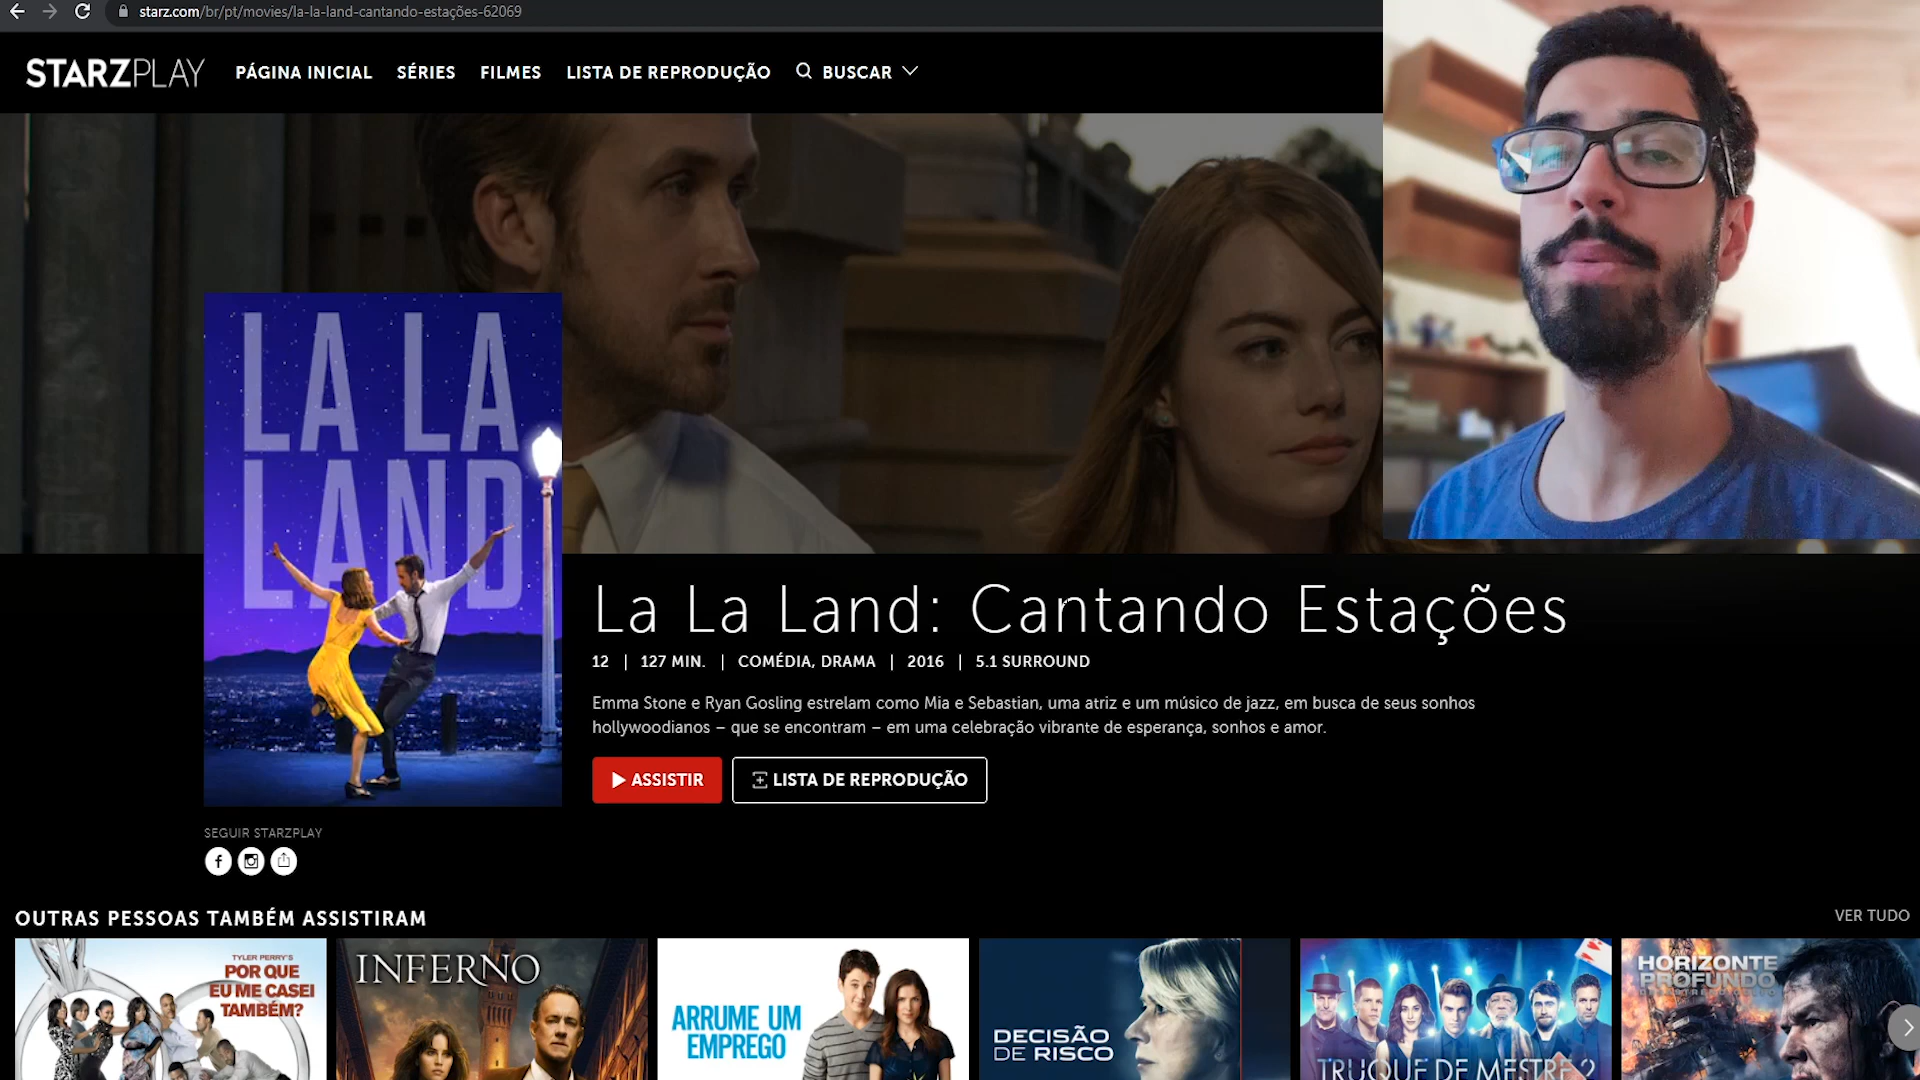 starz.com/br/pt/movies/la-la-land-cantando-estações-62069
STARZPLAY
PÁGINA INICIAL
SÉRIES
FILMES
LISTA DE REPRODUÇÃO
BUSCAR
LA LA
LAND
La La Land: Cantando Estações
12 | 127 MIN. | COMÉDIA, DRAMA | 2016 | 5.1 SURROUND
Emma Stone e Ryan Gosling estrelam como Mia e Sebastian, uma atriz e um músico de jazz, em busca de seus sonhos
hollywoodianos – que se encontram – em uma celebração vibrante de esperança, sonhos e amor.
ASSISTIR
LISTA DE REPRODUÇÃO
SEGUIR STARZPLAY
OUTRAS PESSOAS TAMBÉM ASSISTIRAM
VER TUDO
TYLER PERRY'S
POR QUE
EU ME CASEI
TAMBÉM?
INFERNO
ARRUME UM
EMPREGO
DECISÃO
DE RISCO
TRUQUE DE MESTRE 2
HORIZONTE
PROFUNDO